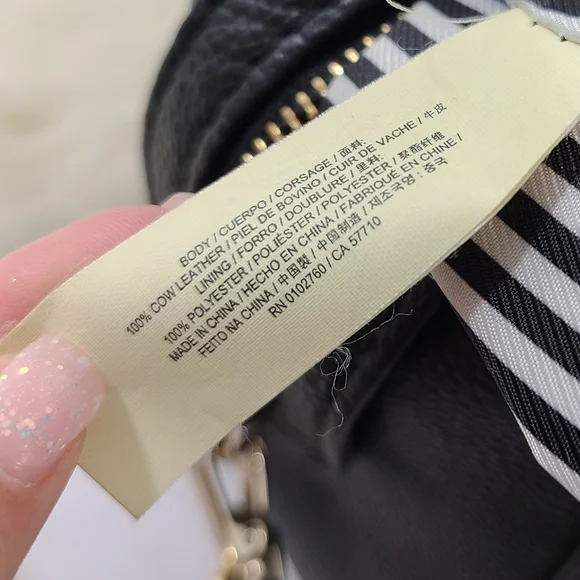 BODY / CUERPO / CORSAGE / 面料:
100% COW LEATHER / PIEL DE BOVINO / CUIR DE VACHE / 牛皮
LINING / FORRO / DOUBLURE / 里料:
100% POLYESTER / POLIÉSTER / POLYESTER / 聚酯纤维
MADE IN CHINA / HECHO EN CHINA / FABRIQUÉ EN CHINE /
FEITO NA CHINA / 中国製 / 中国制造 / 제조국명 : 중국
RN 0102760 / CA 57710